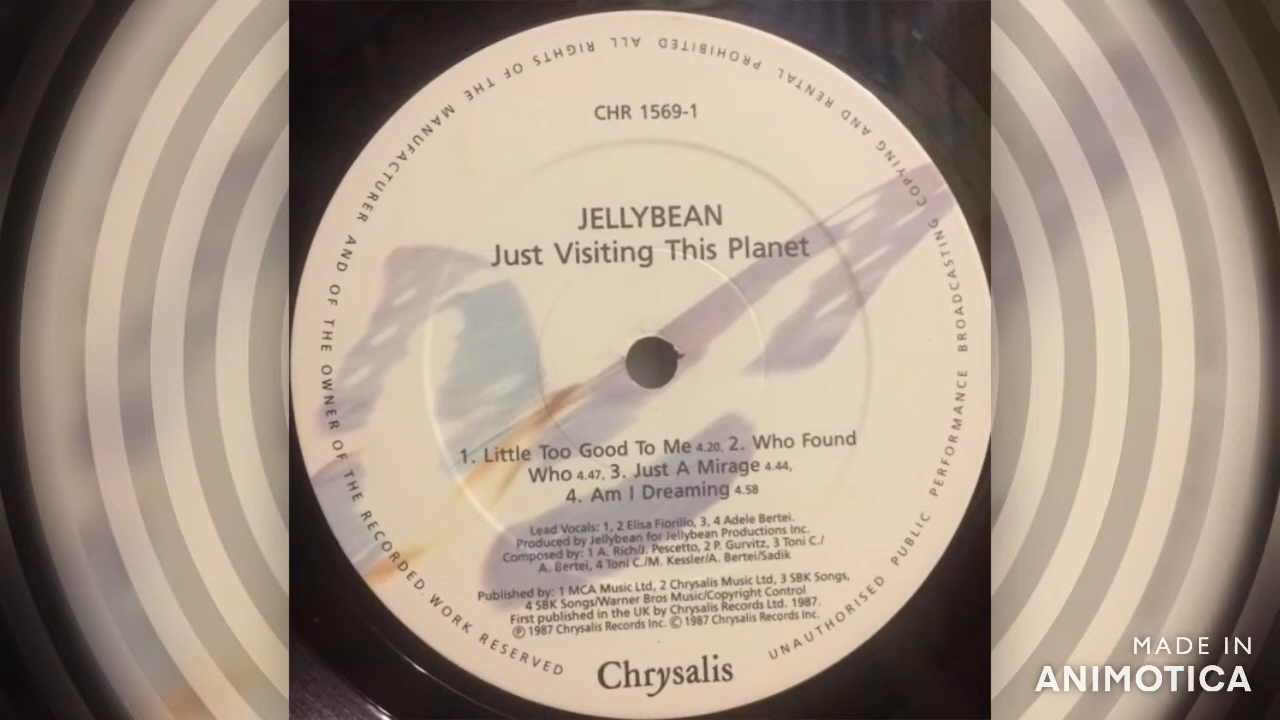 CHR 1569-1
JELLYBEAN
Just Visiting This Planet
1. Little Too Good To Me 4.20, 2. Who Found
Who 4.47, 3. Just A Mirage 4.44,
4. Am I Dreaming 4.58
Lead Vocals: 1, 2 Elisa Fiorilio, 3, 4 Adele Bertei.
Produced by Jellybean for Jellybean Productions Inc.
Composed by: 1 A. Rich/J. Pescetto, 2 P. Gurvitz, 3 Toni C./
A. Bertei, 4 Toni C./M. Kessler/A. Bertei/Sadik
Published by: 1 MCA Music Ltd, 2 Chrysalis Music Ltd, 3 SBK Songs,
4 SBK Songs/Warner Bros Music/Copyright Control
First published in the UK by Chrysalis Records Ltd. 1987.
Ⓟ 1987 Chrysalis Records Inc. © 1987 Chrysalis Records Inc.
Chrysalis
ALL RIGHTS OF THE MANUFACTURER AND OF THE OWNER OF THE RECORDED WORK RESERVED
UNAUTHORISED PUBLIC PERFORMANCE BROADCASTING COPYING AND RENTAL PROHIBITED
MADE IN
ANIMOTICA